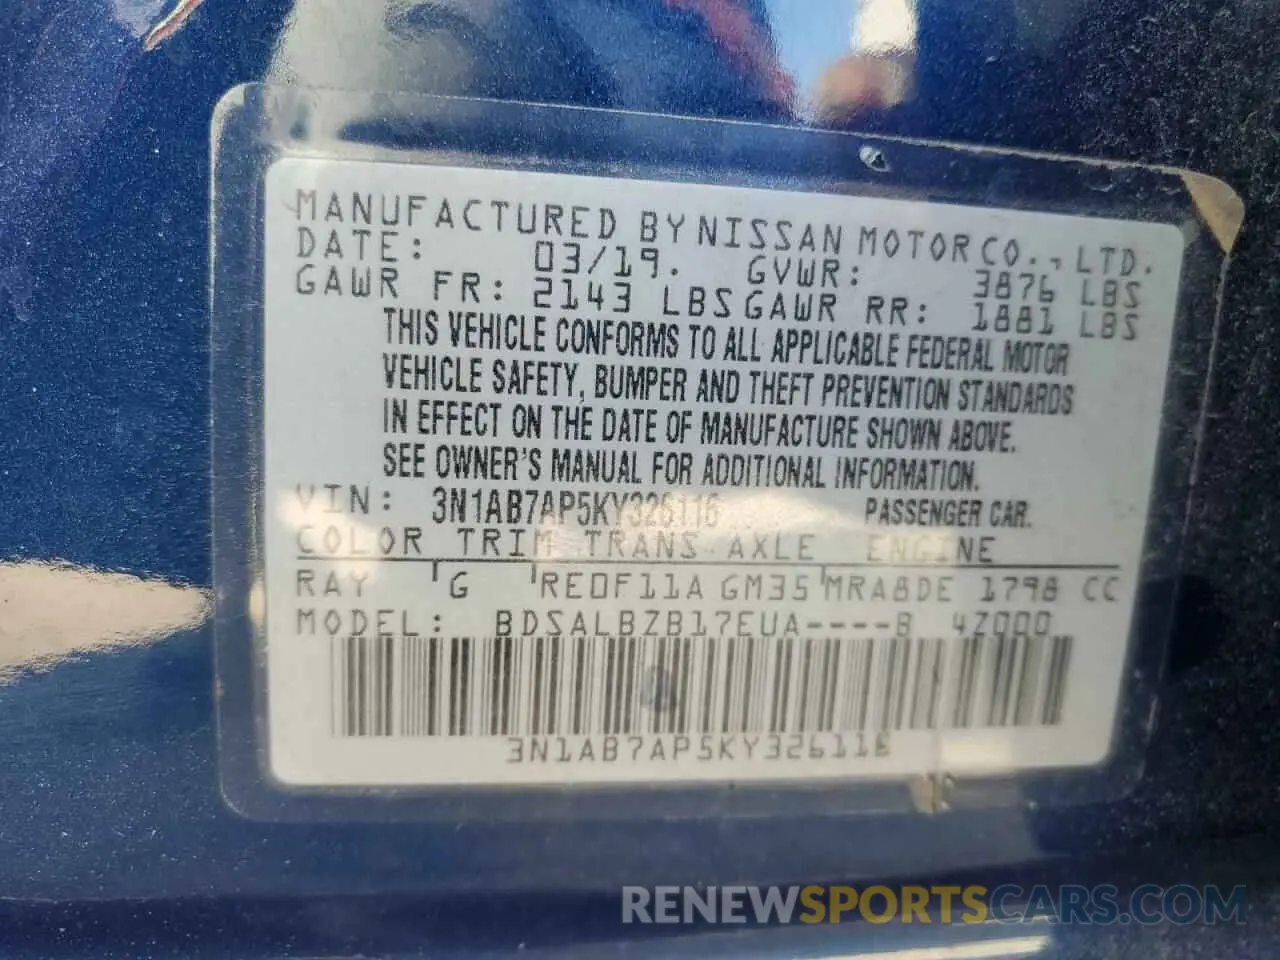 MANUFACTURED BY NISSAN MOTOR CO., LTD.
DATE: 03/19. GVWR: 3876 LBS
GAWR FR: 2143 LBS GAWR RR: 1881 LBS
THIS VEHICLE CONFORMS TO ALL APPLICABLE FEDERAL MOTOR
VEHICLE SAFETY, BUMPER AND THEFT PREVENTION STANDARDS
IN EFFECT ON THE DATE OF MANUFACTURE SHOWN ABOVE.
SEE OWNER'S MANUAL FOR ADDITIONAL INFORMATION.
VIN: 3N1AB7AP5KY326116 PASSENGER CAR.
COLOR TRIM TRANS AXLE ENGINE
RAY G RE0F11A GM35 MRA8DE 1798 CC
MODEL: BDSALBZB17EUA----B 4Z000
3N1AB7AP5KY326116
RENEWSPORTSCARS.COM